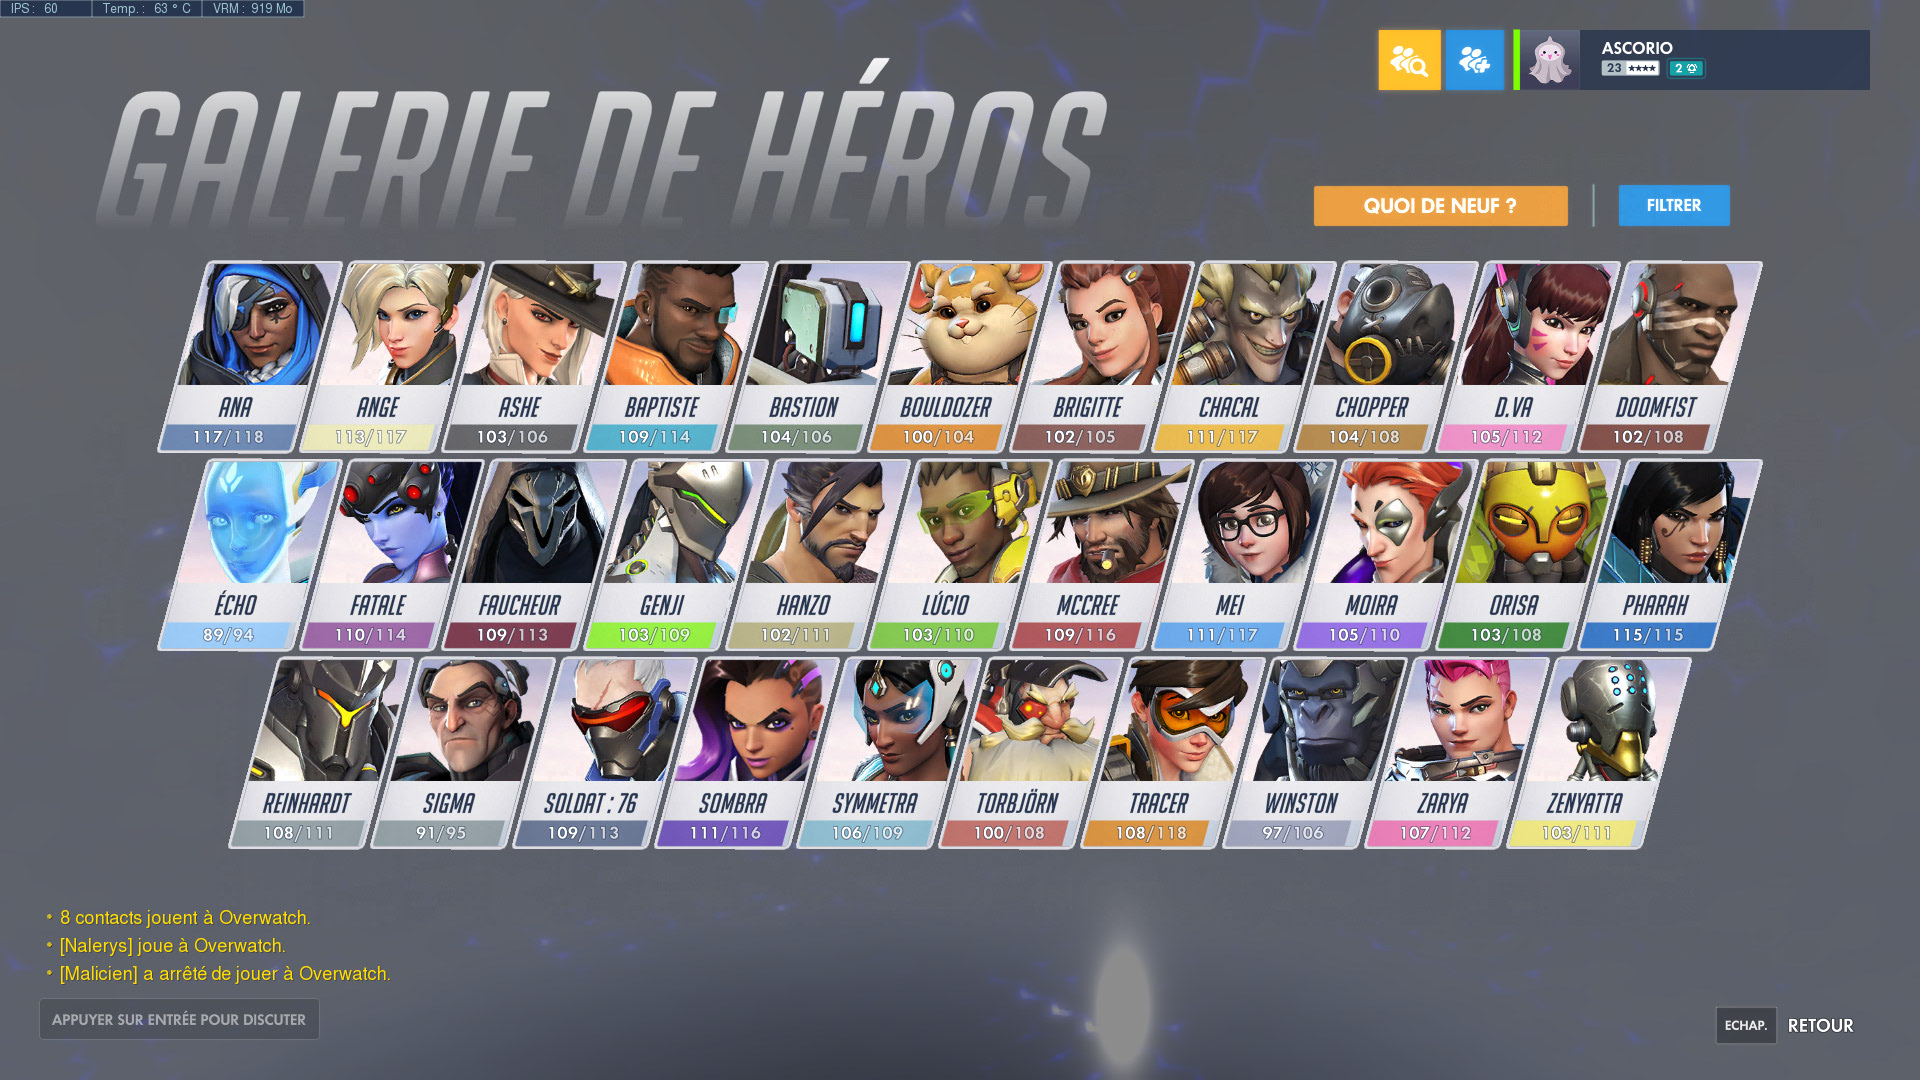 IPS : 60 Temp. : 63 ° C VRM : 919 Mo
ASCORIO
23 2
GALERIE DE HÉROS
QUOI DE NEUF ? FILTRER
ANA ANGE ASHE BAPTISTE BASTION BOULDOZER BRIGITTE CHACAL CHOPPER D.VA DOOMFIST
117/118 113/117 103/106 109/114 104/106 100/104 102/105 111/117 104/108 105/112 102/108
ÉCHO FATALE FAUCHEUR GENJI HANZO LÚCIO MCCREE MEI MOIRA ORISA PHARAH
89/94 110/114 109/113 103/109 102/111 103/110 109/116 111/117 105/110 103/108 115/115
REINHARDT SIGMA SOLDAT : 76 SOMBRA SYMMETRA TORBJÖRN TRACER WINSTON ZARYA ZENYATTA
108/111 91/95 109/113 111/116 106/109 100/108 108/118 97/106 107/112 103/111
• 8 contacts jouent à Overwatch.
• [Nalerys] joue à Overwatch.
• [Malicien] a arrêté de jouer à Overwatch.
APPUYER SUR ENTRÉE POUR DISCUTER
ECHAP. RETOUR